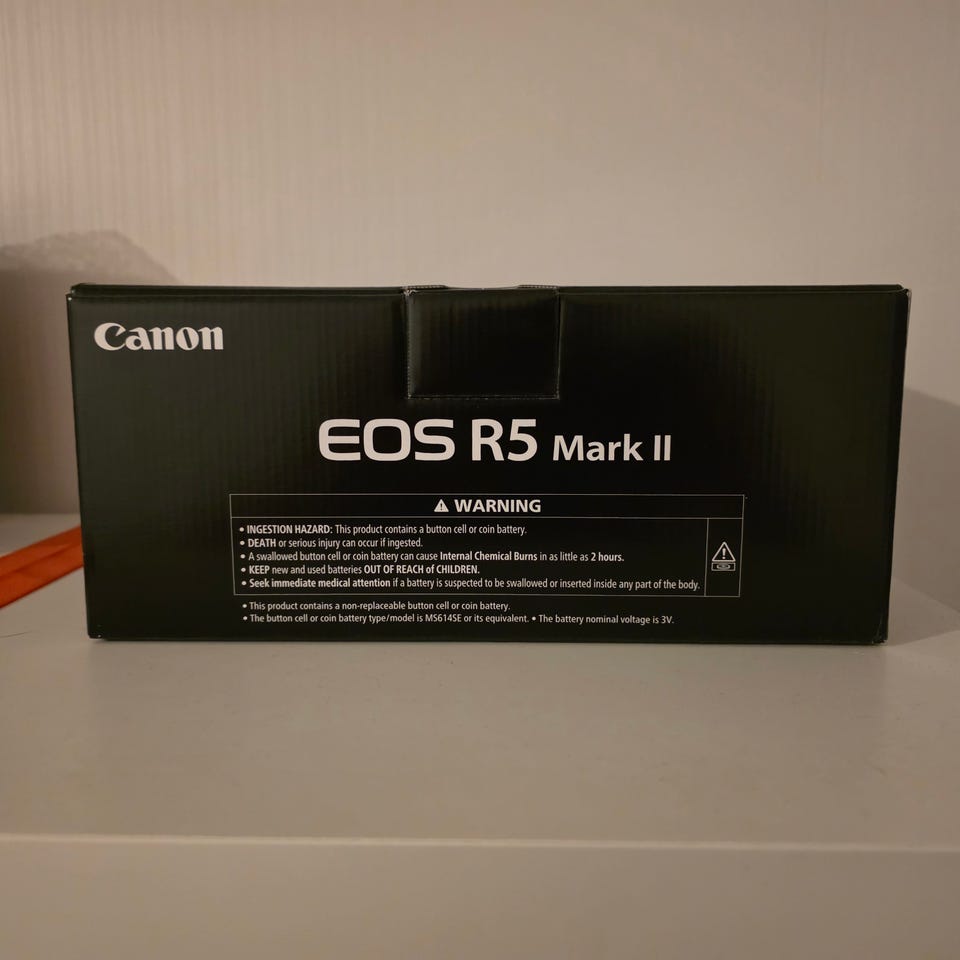 Canon
EOS R5 Mark II
⚠ WARNING
• INGESTION HAZARD: This product contains a button cell or coin battery.
• DEATH or serious injury can occur if ingested.
• A swallowed button cell or coin battery can cause Internal Chemical Burns in as little as 2 hours.
• KEEP new and used batteries OUT OF REACH of CHILDREN.
• Seek immediate medical attention if a battery is suspected to be swallowed or inserted inside any part of the body.
• This product contains a non-replaceable button cell or coin battery.
• The button cell or coin battery type/model is MS614SE or its equivalent. • The battery nominal voltage is 3V.